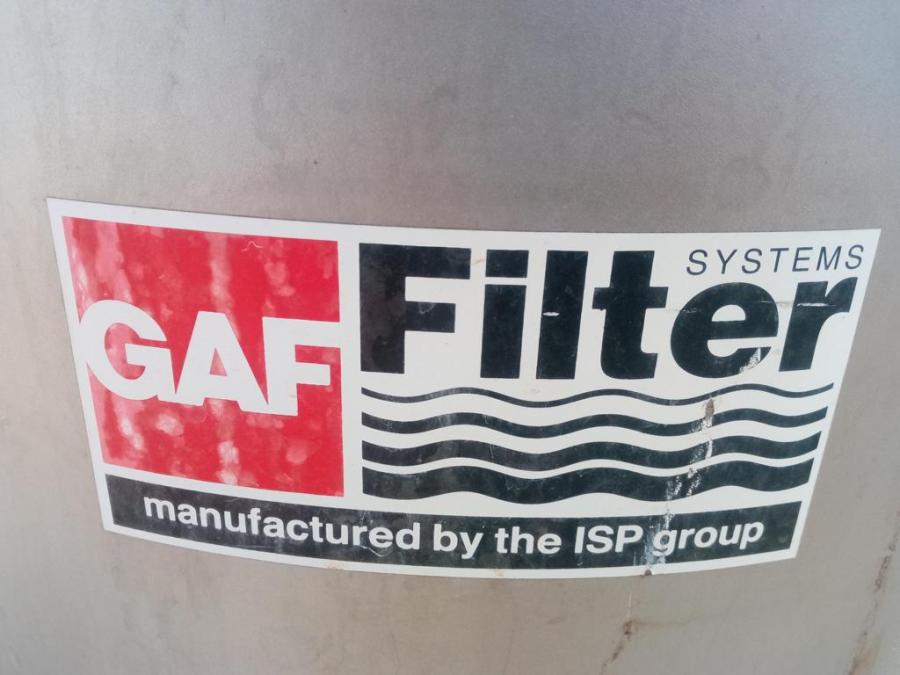 GAF
SYSTEMS
Filter
manufactured by the ISP group